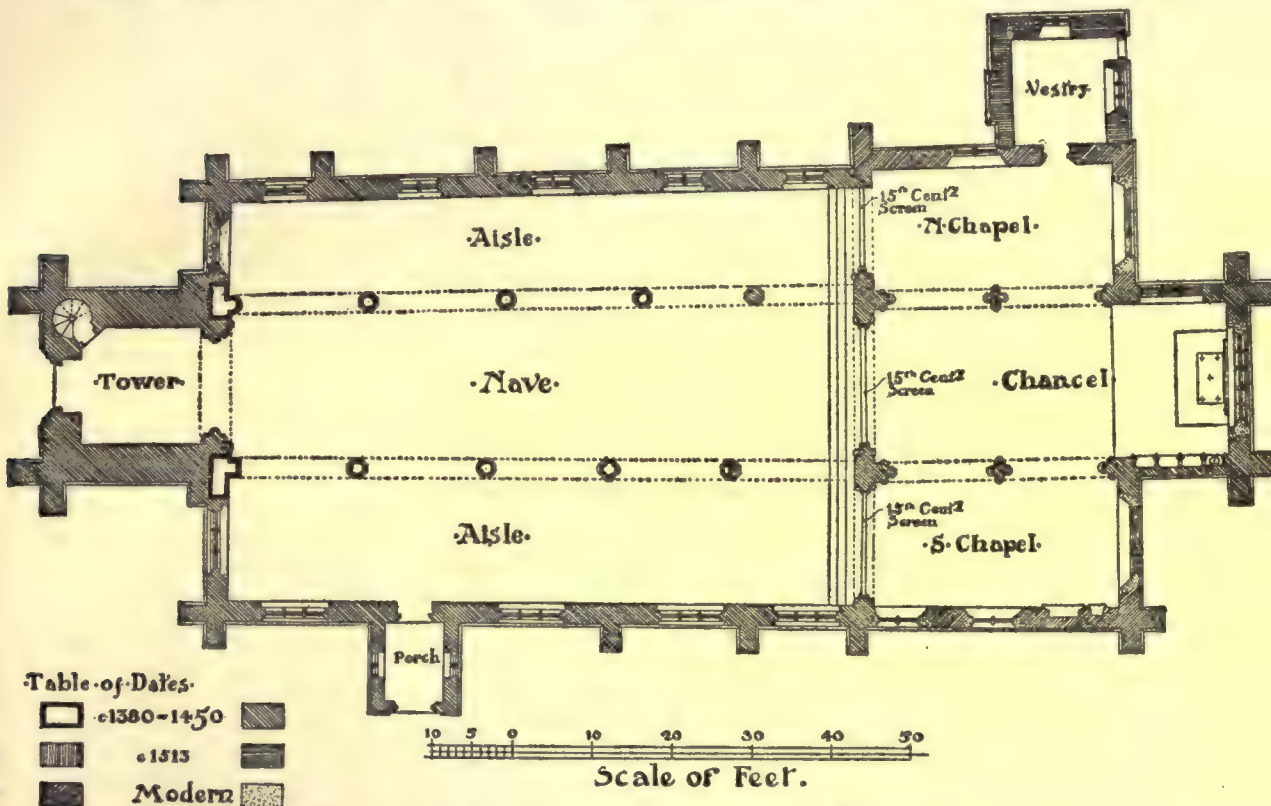 ·Vestry·
15th Centy
Screen
·Aisle·
·N·Chapel·
·Tower·
·Nave·
15th Centy
Screen
·Chancel
·Aisle·
15th Centy
Screen
·S·Chapel·
Porch
·Table·of·Dates·
c1380-1450
c1513
Modern
10 5 0 10 20 30 40 50
Scale of Feet.